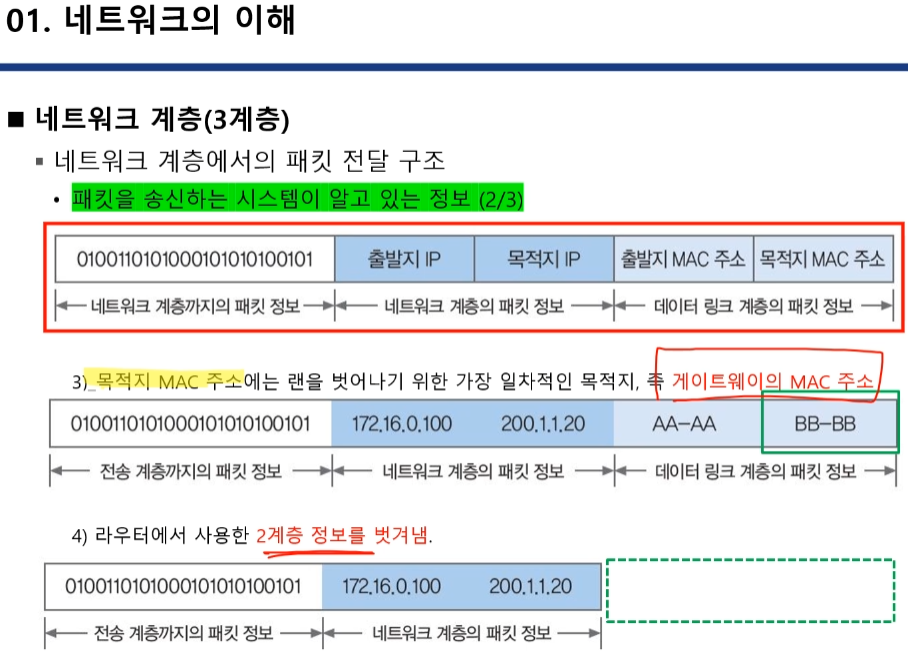 01. 네트워크의 이해
■ 네트워크 계층(3계층)
▪ 네트워크 계층에서의 패킷 전달 구조
• 패킷을 송신하는 시스템이 알고 있는 정보 (2/3)
0100110101000101010100101 출발지 IP 목적지 IP 출발지 MAC 주소 목적지 MAC 주소
네트워크 계층까지의 패킷 정보 네트워크 계층의 패킷 정보 데이터 링크 계층의 패킷 정보
3) 목적지 MAC 주소에는 랜을 벗어나기 위한 가장 일차적인 목적지, 즉 게이트웨이의 MAC 주소
0100110101000101010100101 172.16.0.100 200.1.1.20 AA-AA BB-BB
전송 계층까지의 패킷 정보 네트워크 계층의 패킷 정보 데이터 링크 계층의 패킷 정보
4) 라우터에서 사용한 2계층 정보를 벗겨냄.
0100110101000101010100101 172.16.0.100 200.1.1.20
전송 계층까지의 패킷 정보 네트워크 계층의 패킷 정보